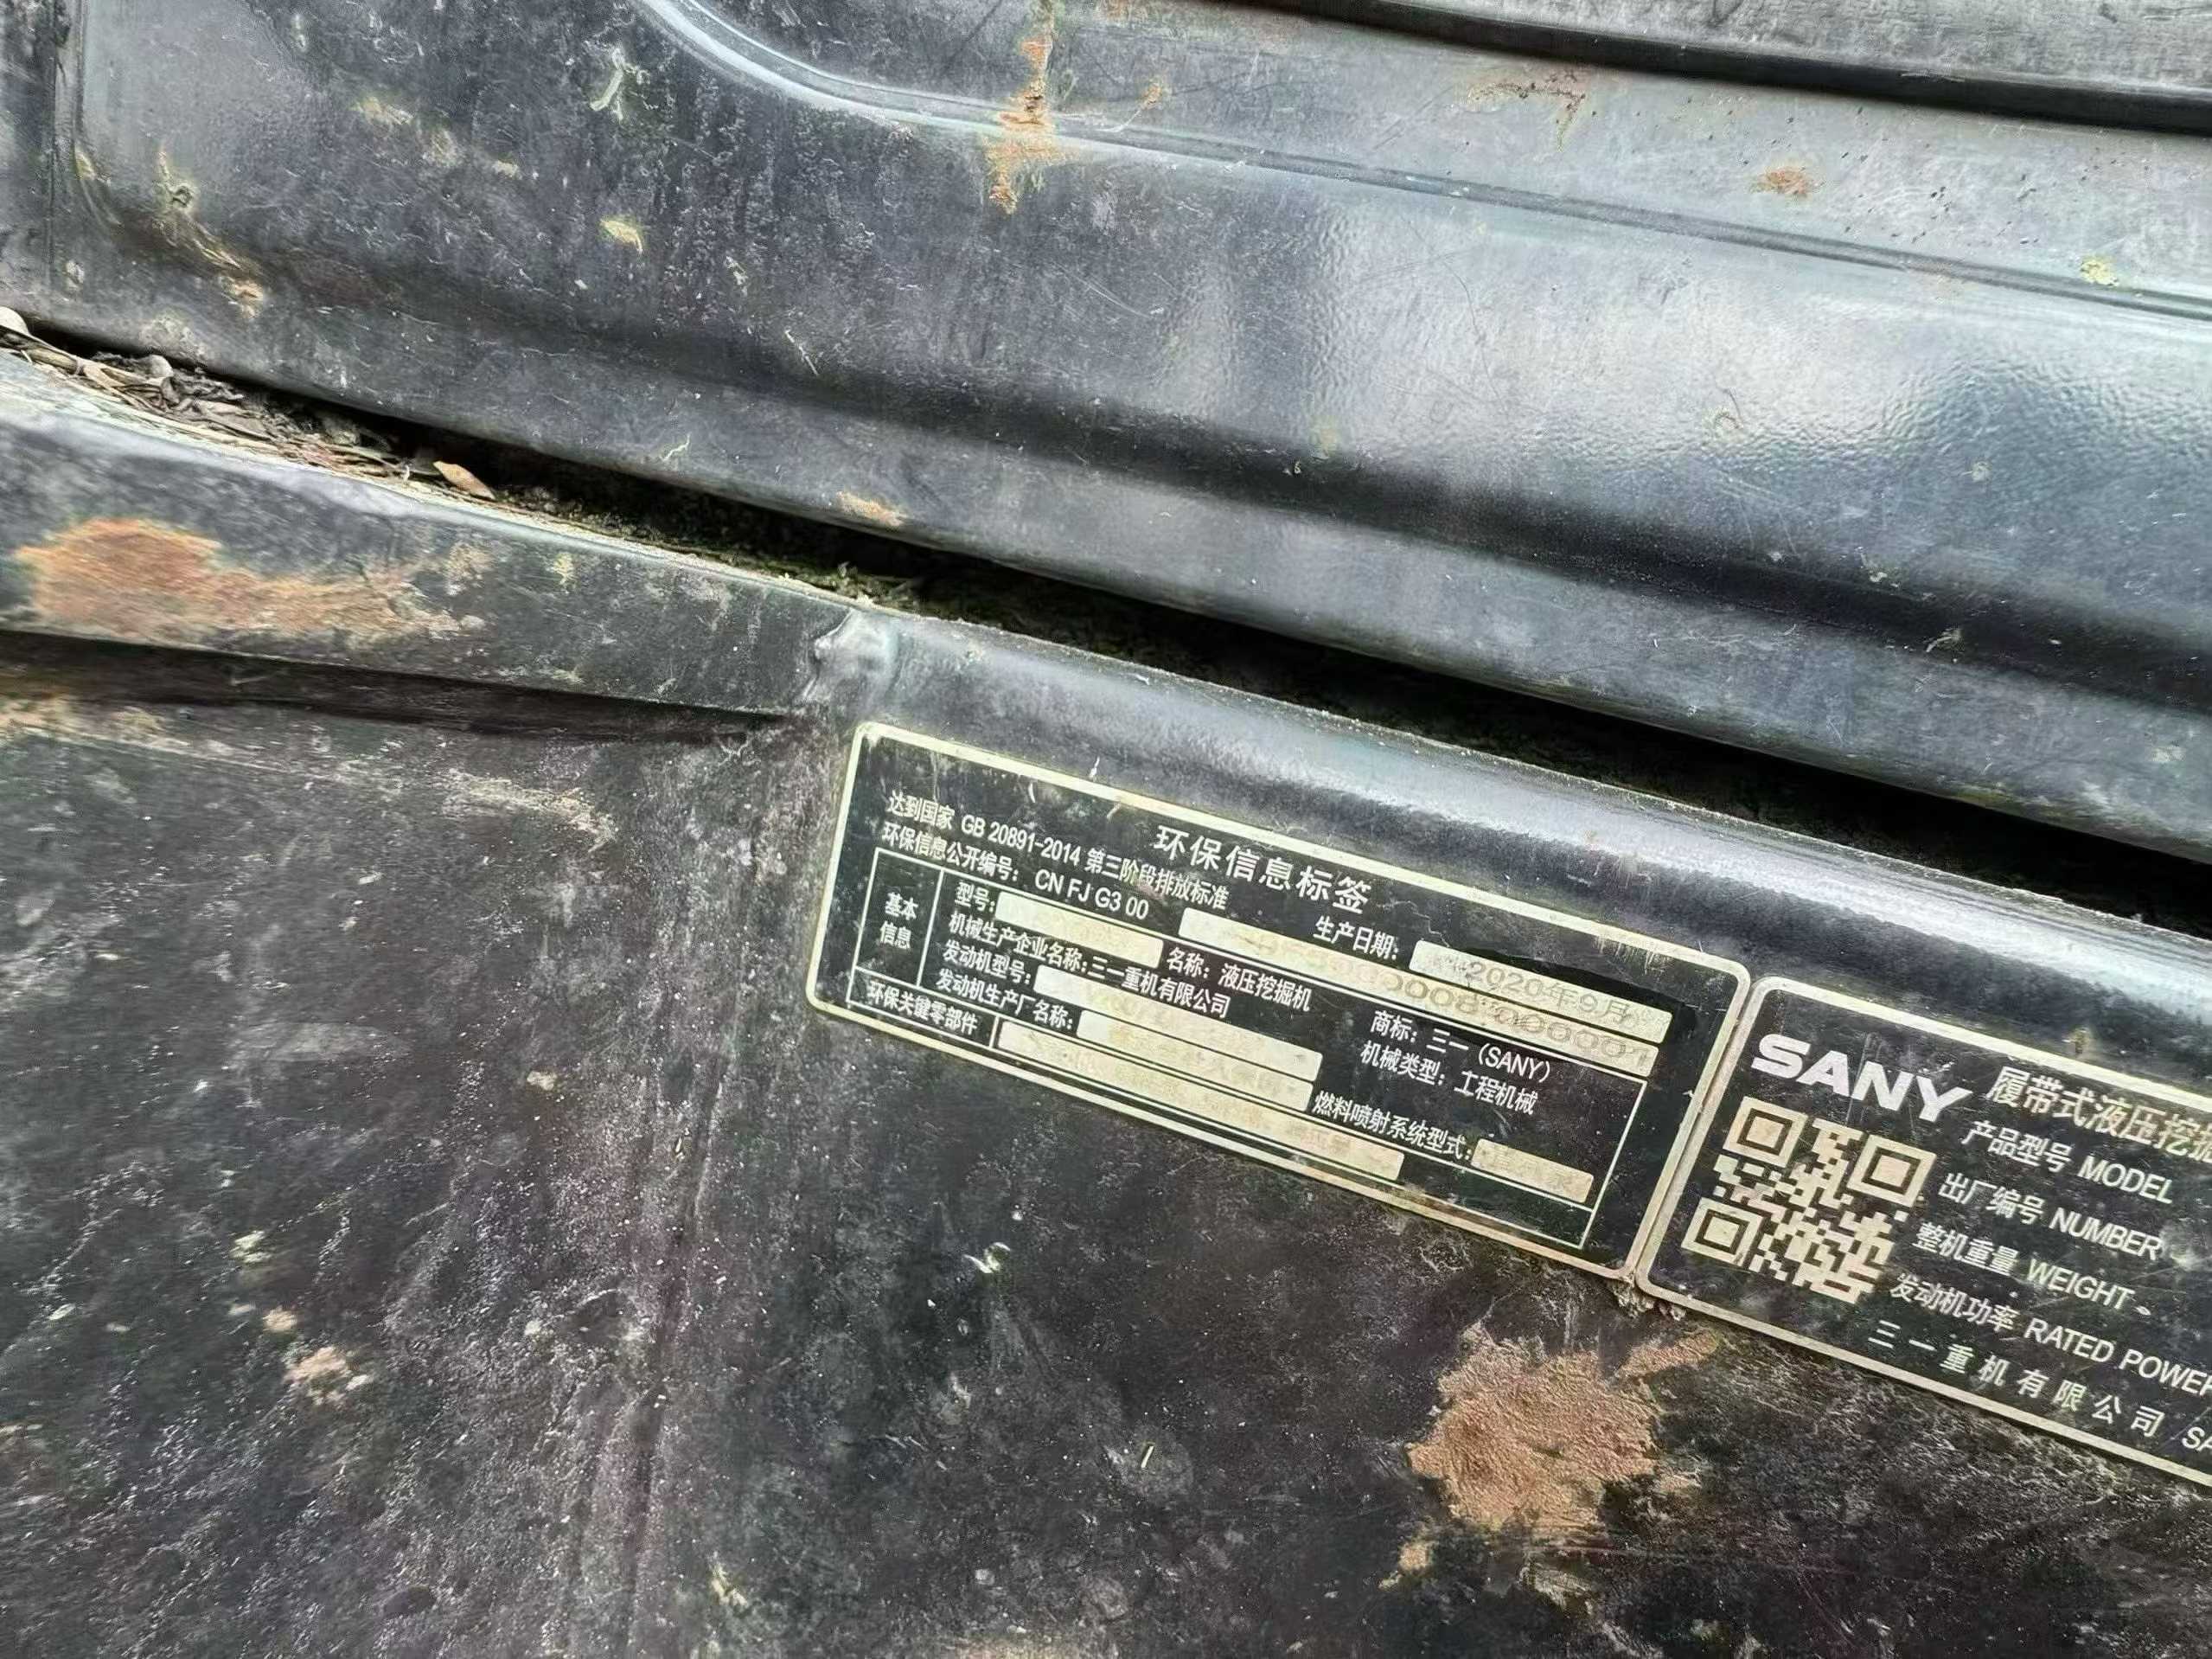 环保信息标签
达到国家 GB 20891-2014 第三阶段排放标准
生产日期: 2020年9月
环保信息公开编号: CN FJ G3 00
基本信息
型号:
名称: 液压挖掘机
商标: 三一 (SANY)
机械生产企业名称: 三一重机有限公司
机械类型: 工程机械
发动机型号:
发动机生产厂名称:
燃料喷射系统型式:
环保关键零部件
SANY 履带式液压挖掘
产品型号 MODEL
出厂编号 NUMBER
整机重量 WEIGHT
发动机功率 RATED POWER
三一重机有限公司 SA